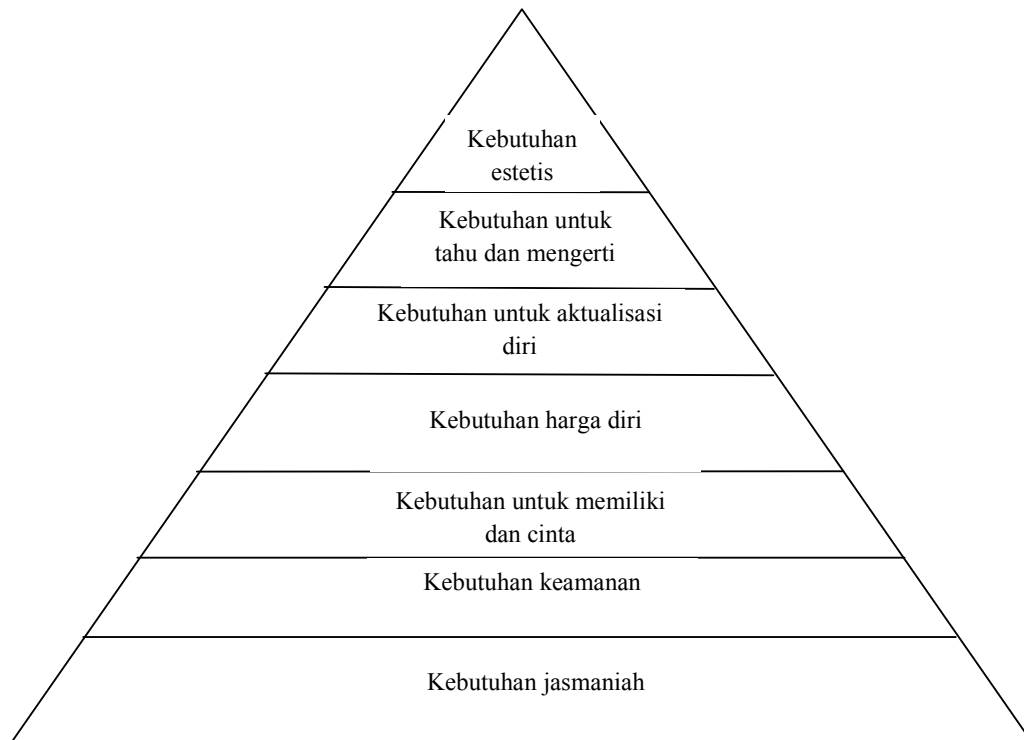 Kebutuhan
estetis
Kebutuhan untuk
tahu dan mengerti
Kebutuhan untuk aktualisasi
diri
Kebutuhan harga diri
Kebutuhan untuk memiliki
dan cinta
Kebutuhan keamanan
Kebutuhan jasmaniah